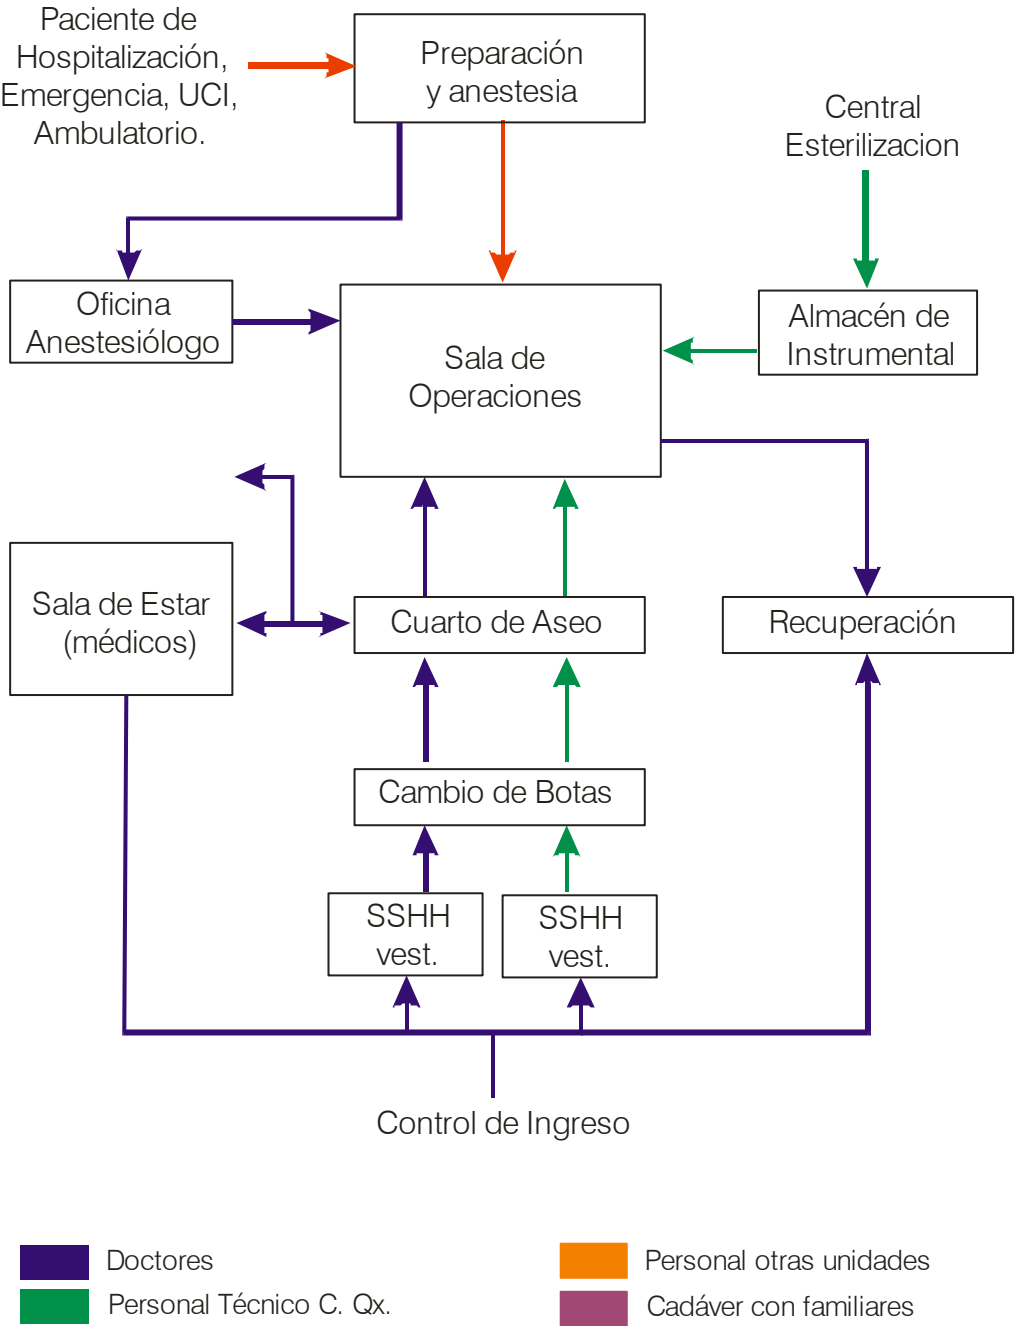 Paciente de
Hospitalización,
Emergencia, UCI,
Ambulatorio.
Preparación
y anestesia
Central
Esterilizacion
Oficina
Anestesiólogo
Sala de
Operaciones
Almacén de
Instrumental
Sala de Estar
(médicos)
Cuarto de Aseo
Recuperación
Cambio de Botas
SSHH
vest.
SSHH
vest.
Control de Ingreso
Doctores
Personal Técnico C. Qx.
Personal otras unidades
Cadáver con familiares